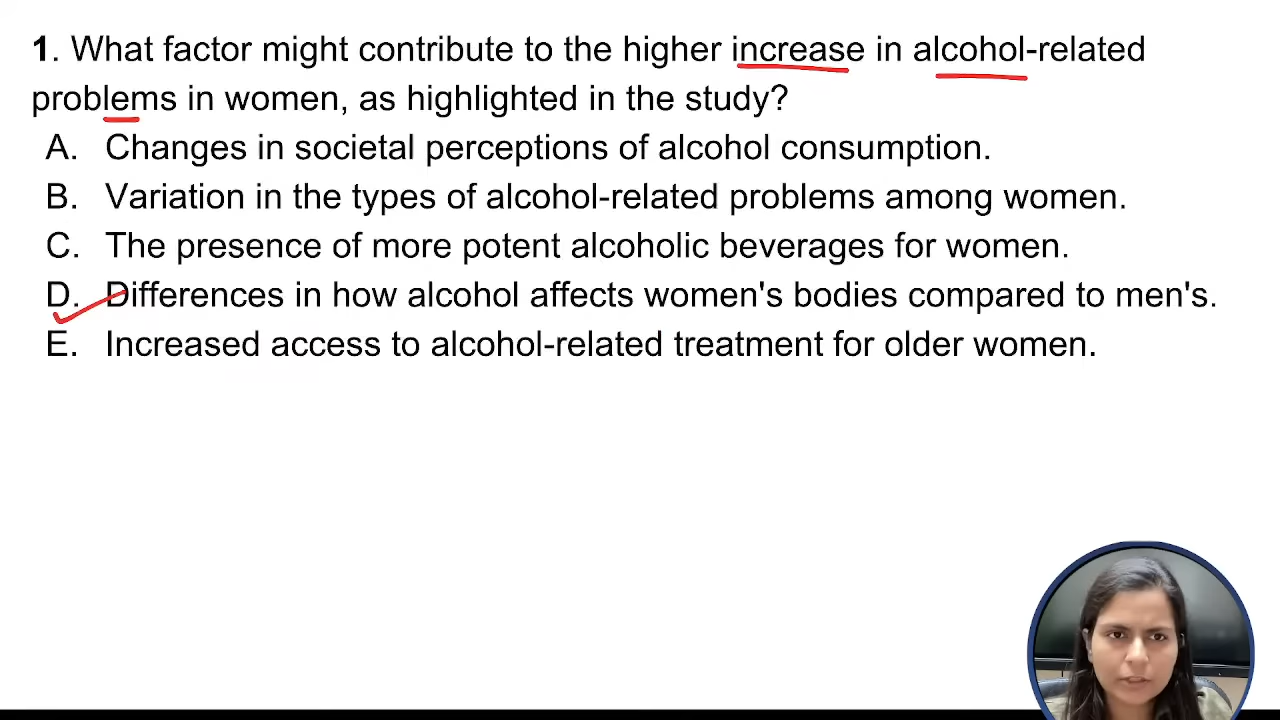 1. What factor might contribute to the higher increase in alcohol-related
problems in women, as highlighted in the study?
A. Changes in societal perceptions of alcohol consumption.
B. Variation in the types of alcohol-related problems among women.
C. The presence of more potent alcoholic beverages for women.
D. Differences in how alcohol affects women's bodies compared to men's.
E. Increased access to alcohol-related treatment for older women.